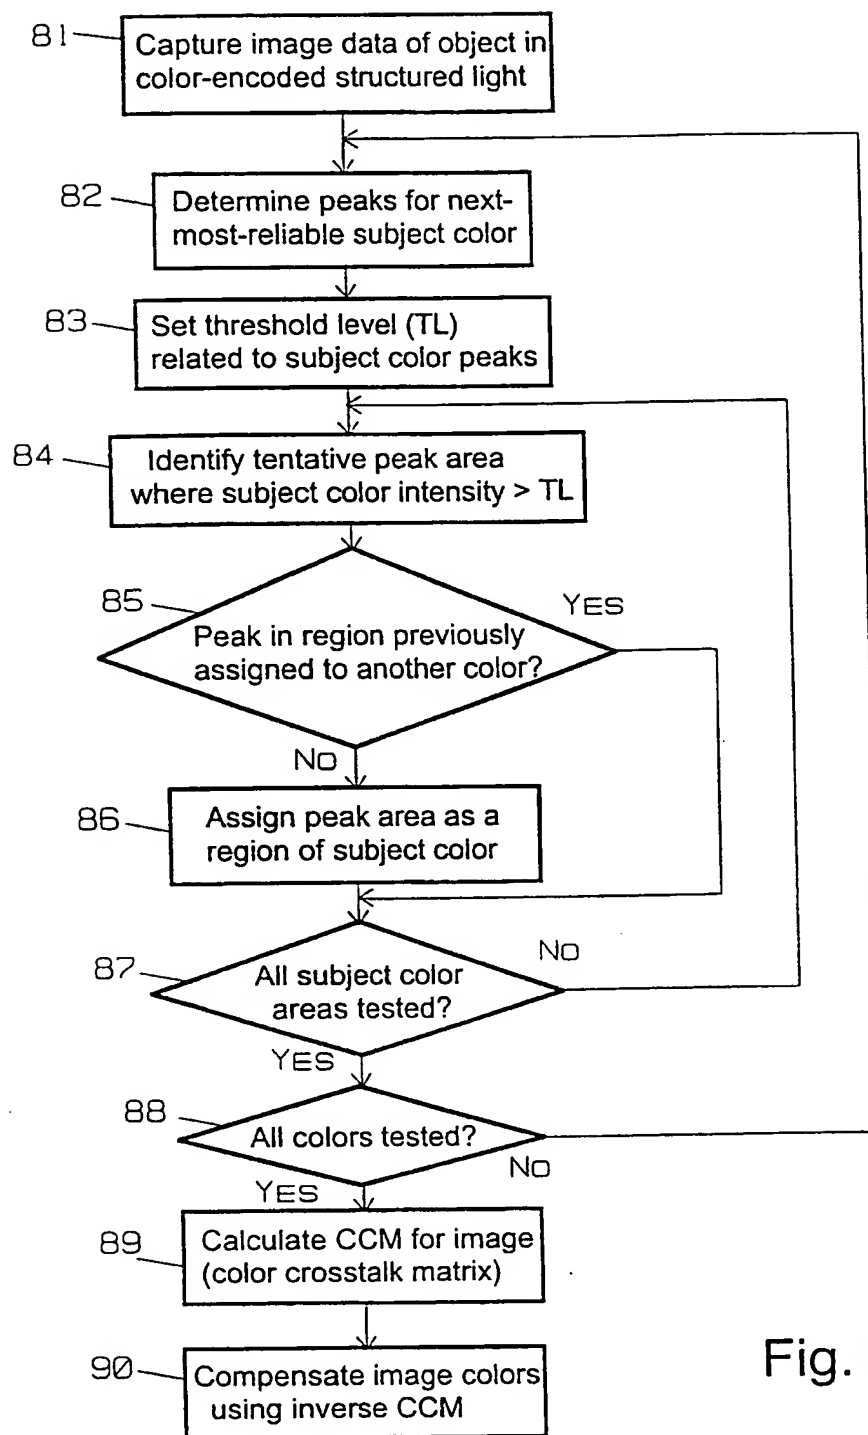 81
Capture image data of object in
color-encoded structured light
82
Determine peaks for next-
most-reliable subject color
83
Set threshold level (TL)
related to subject color peaks
84
Identify tentative peak area
where subject color intensity > TL
85
YES
Peak in region previously
assigned to another color?
NO
86
Assign peak area as a
region of subject color
87
NO
All subject color
areas tested?
YES
88
All colors tested?
NO
YES
89
Calculate CCM for image
(color crosstalk matrix)
90
Compensate image colors
using inverse CCM
Fig.